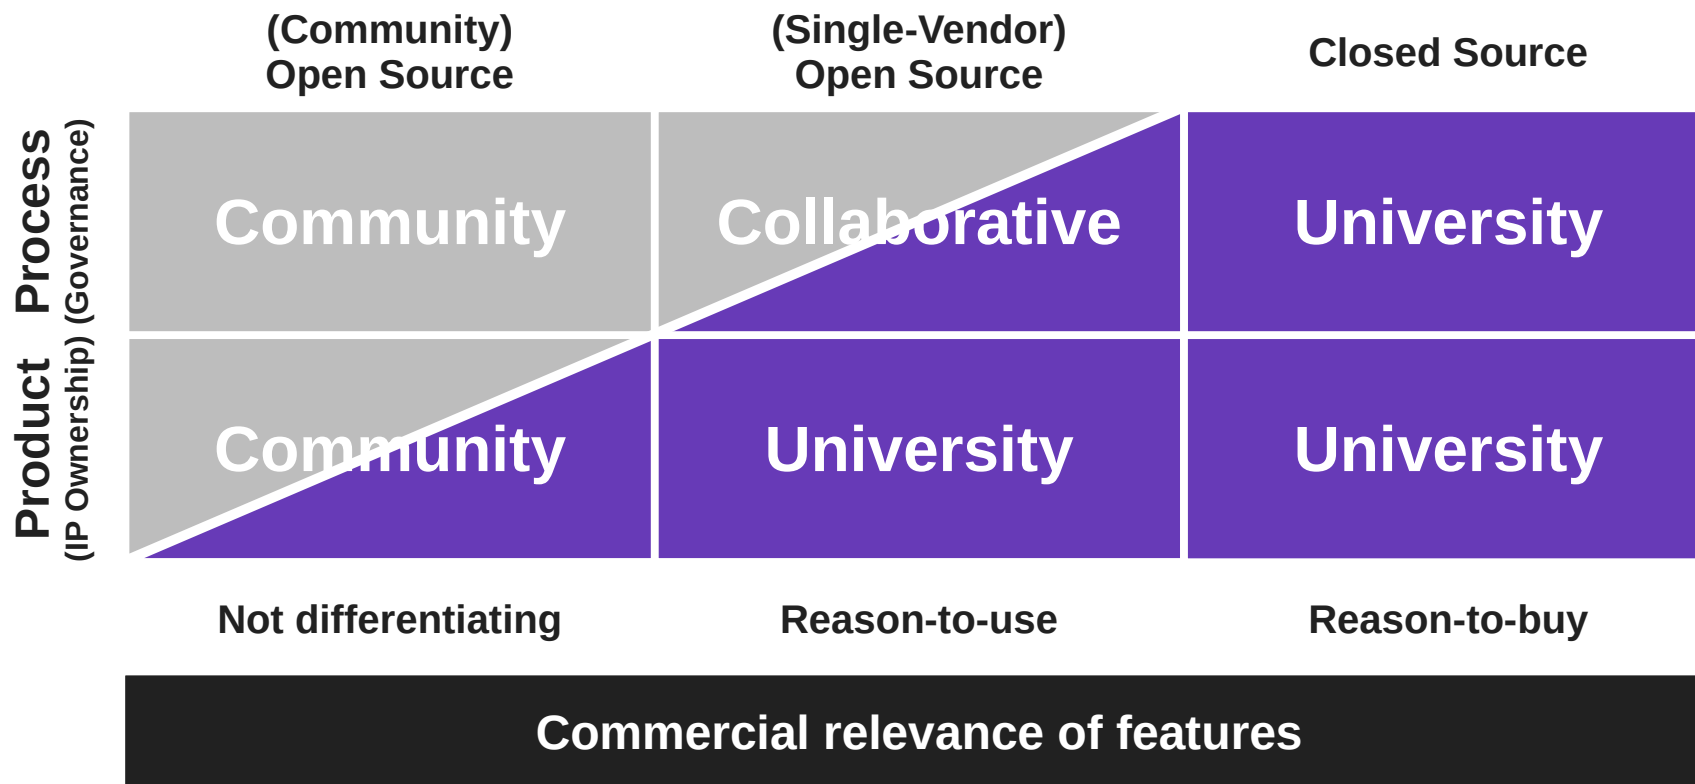 (Community)
Open Source
(Single-Vendor)
Open Source
Closed Source
Process
(Governance)
Community
Collaborative
University
Product
(IP Ownership)
Community
University
University
Not differentiating
Reason-to-use
Reason-to-buy
Commercial relevance of features